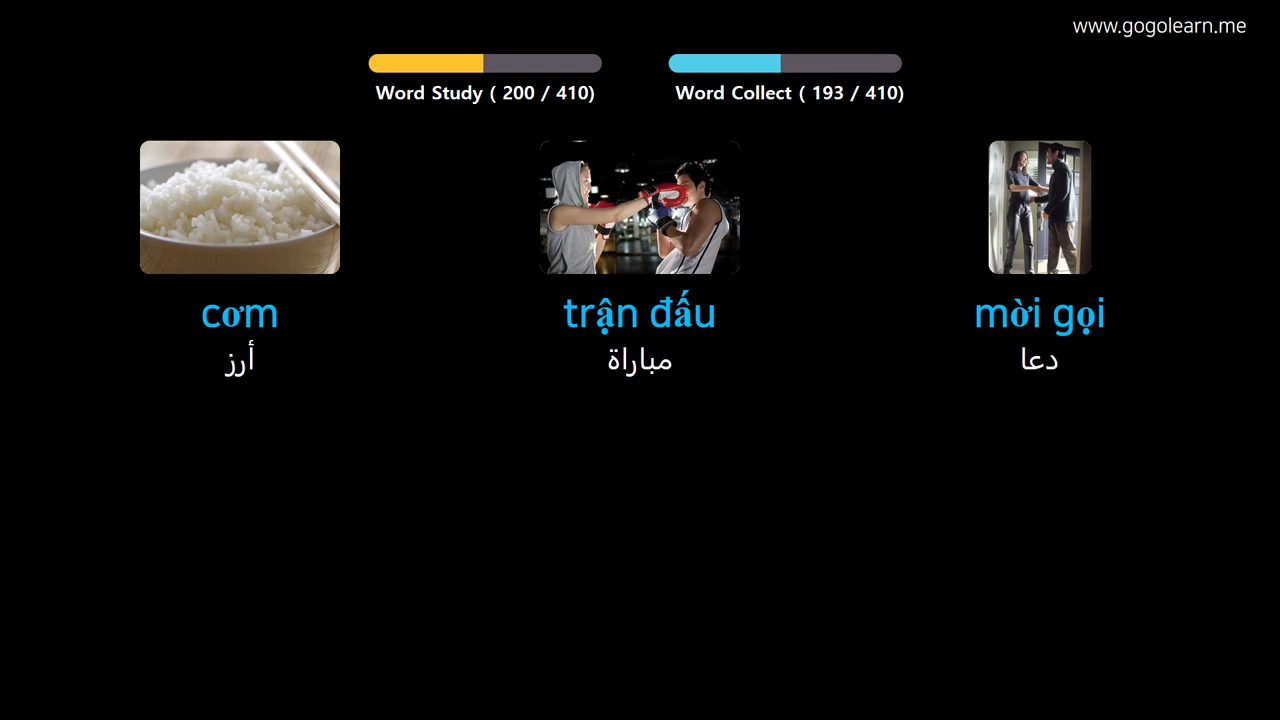 www.gogolearn.me
Word Study ( 200 / 410)
Word Collect ( 193 / 410)
cơm
أرز
trận đấu
مباراة
mời gọi
دعا